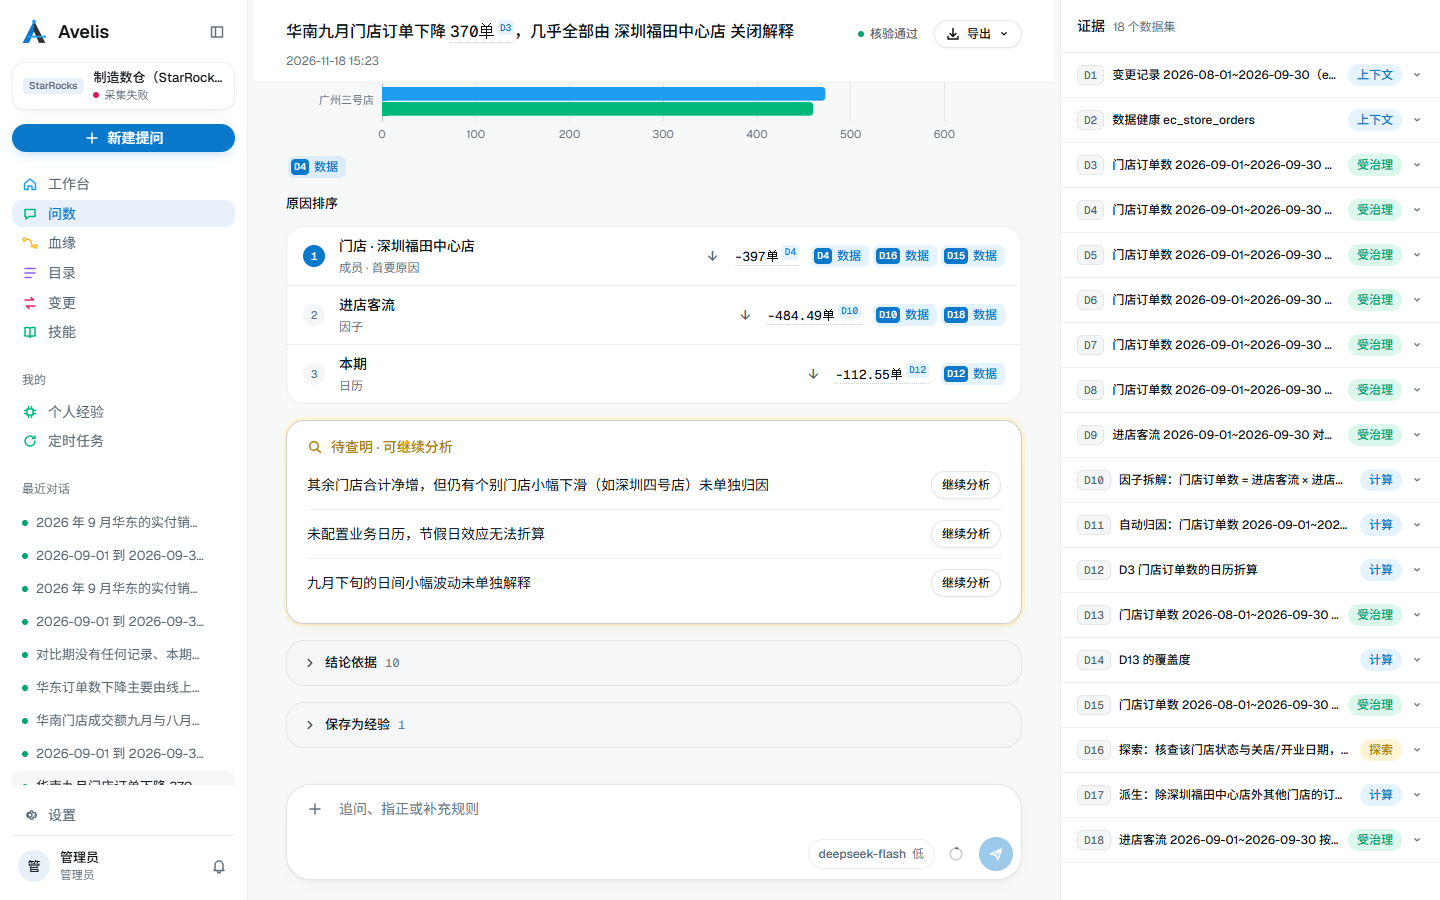 Avelis
StarRocks
制造数仓（StarRock...
采集失败
新建提问
工作台
问数
血缘
目录
变更
技能
我的
个人经验
定时任务
最近对话
2026 年 9 月华东的实付销...
2026-09-01 到 2026-09-3...
2026 年 9 月华东的实付销...
2026-09-01 到 2026-09-3...
对比期没有任何记录、本期...
华东订单数下降主要由线上...
华南门店成交额九月与八月...
2026-09-01 到 2026-09-3...
华南九月门店订单下降 370
设置
管
管理员
管理员
华南九月门店订单下降 370单 D3 ，几乎全部由 深圳福田中心店 关闭解释
2026-11-18 15:23
核验通过
导出
广州三号店
0 100 200 300 400 500 600
D4 数据
原因排序
1 门店 · 深圳福田中心店
成员 · 首要原因
-397单 D4 D4 数据 D16 数据 D15 数据
2 进店客流
因子
-484.49单 D10 D10 数据 D18 数据
3 本期
日历
-112.55单 D12 D12 数据
待查明 · 可继续分析
其余门店合计净增，但仍有个别门店小幅下滑（如深圳四号店）未单独归因 继续分析
未配置业务日历，节假日效应无法折算 继续分析
九月下旬的日间小幅波动未单独解释 继续分析
结论依据 10
保存为经验 1
追问、指正或补充规则
deepseek-flash 低
证据 18 个数据集
D1 变更记录 2026-08-01~2026-09-30（e... 上下文
D2 数据健康 ec_store_orders 上下文
D3 门店订单数 2026-09-01~2026-09-30 ... 受治理
D4 门店订单数 2026-09-01~2026-09-30 ... 受治理
D5 门店订单数 2026-09-01~2026-09-30 ... 受治理
D6 门店订单数 2026-09-01~2026-09-30 ... 受治理
D7 门店订单数 2026-09-01~2026-09-30 ... 受治理
D8 门店订单数 2026-09-01~2026-09-30 ... 受治理
D9 进店客流 2026-09-01~2026-09-30 对... 受治理
D10 因子拆解：门店订单数 = 进店客流 × 进店... 计算
D11 自动归因：门店订单数 2026-09-01~202... 计算
D12 D3 门店订单数的日历折算 计算
D13 门店订单数 2026-08-01~2026-09-30 ... 受治理
D14 D13 的覆盖度 计算
D15 门店订单数 2026-08-01~2026-09-30 ... 受治理
D16 探索：核查该门店状态与关店/开业日期，... 探索
D17 派生：除深圳福田中心店外其他门店的订... 计算
D18 进店客流 2026-09-01~2026-09-30 按... 受治理